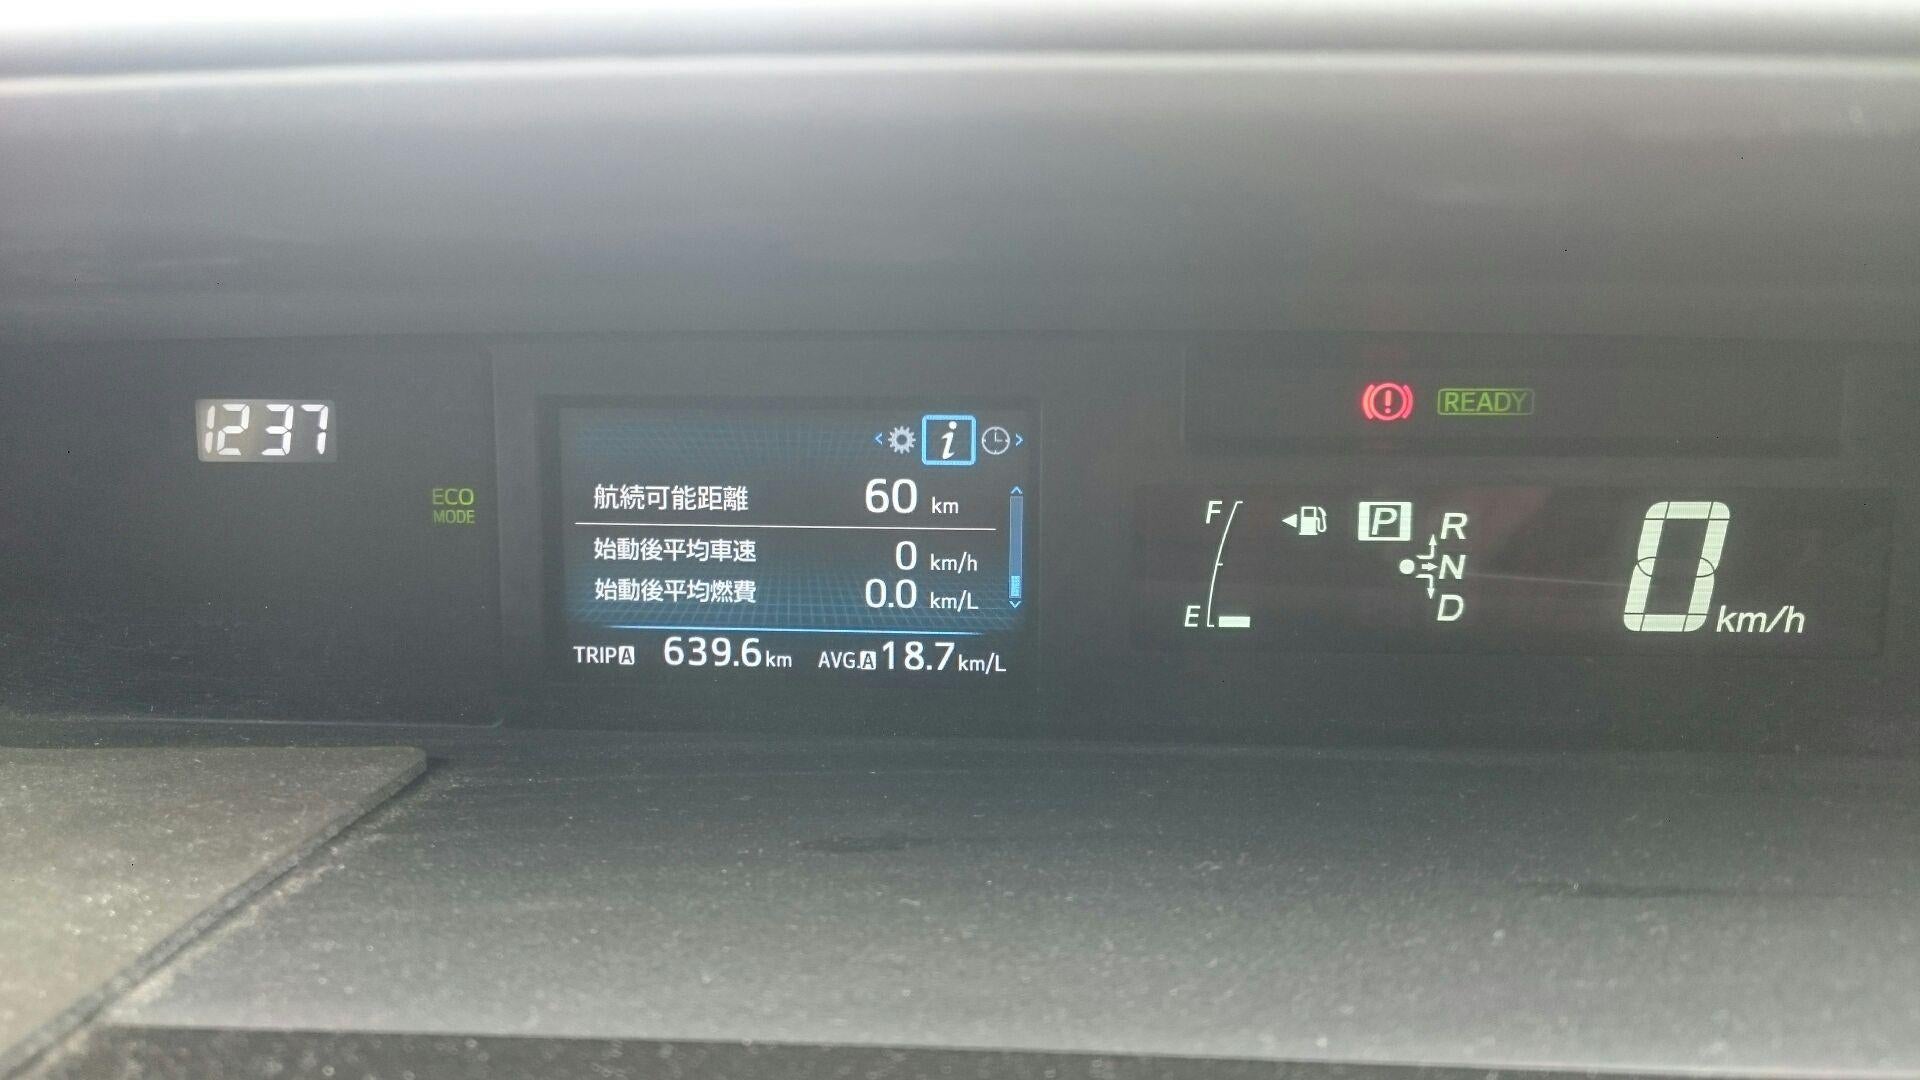 1237
ECO
MODE
i
航続可能距離 60 km
始動後平均車速 0 km/h
始動後平均燃費 0.0 km/L
TRIP A 639.6 km AVG. A 18.7 km/L
! READY
F
E
P
R
N
D
0 km/h